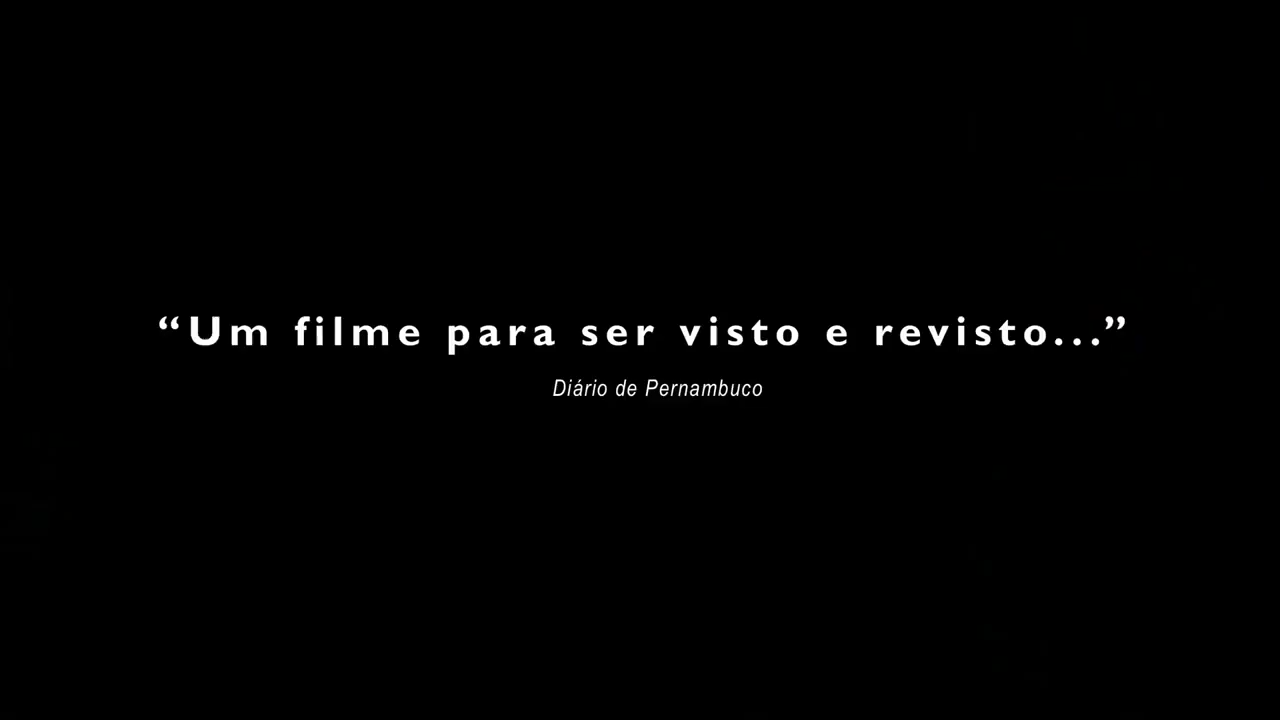 “Um filme para ser visto e revisto...”
Diário de Pernambuco